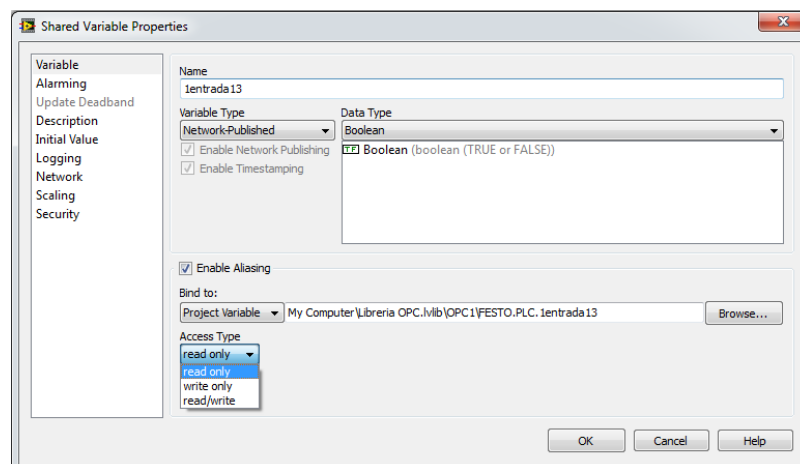 Shared Variable Properties
Variable
Alarming
Update Deadband
Description
Initial Value
Logging
Network
Scaling
Security
Name
1entrada13
Variable Type
Data Type
Network-Published
Boolean
Enable Network Publishing
Enable Timestamping
TF Boolean (boolean (TRUE or FALSE))
Enable Aliasing
Bind to:
Project Variable
My Computer\Libreria OPC.lvlib\OPC1\FESTO.PLC.1entrada13
Browse...
Access Type
read only
read only
write only
read/write
OK
Cancel
Help